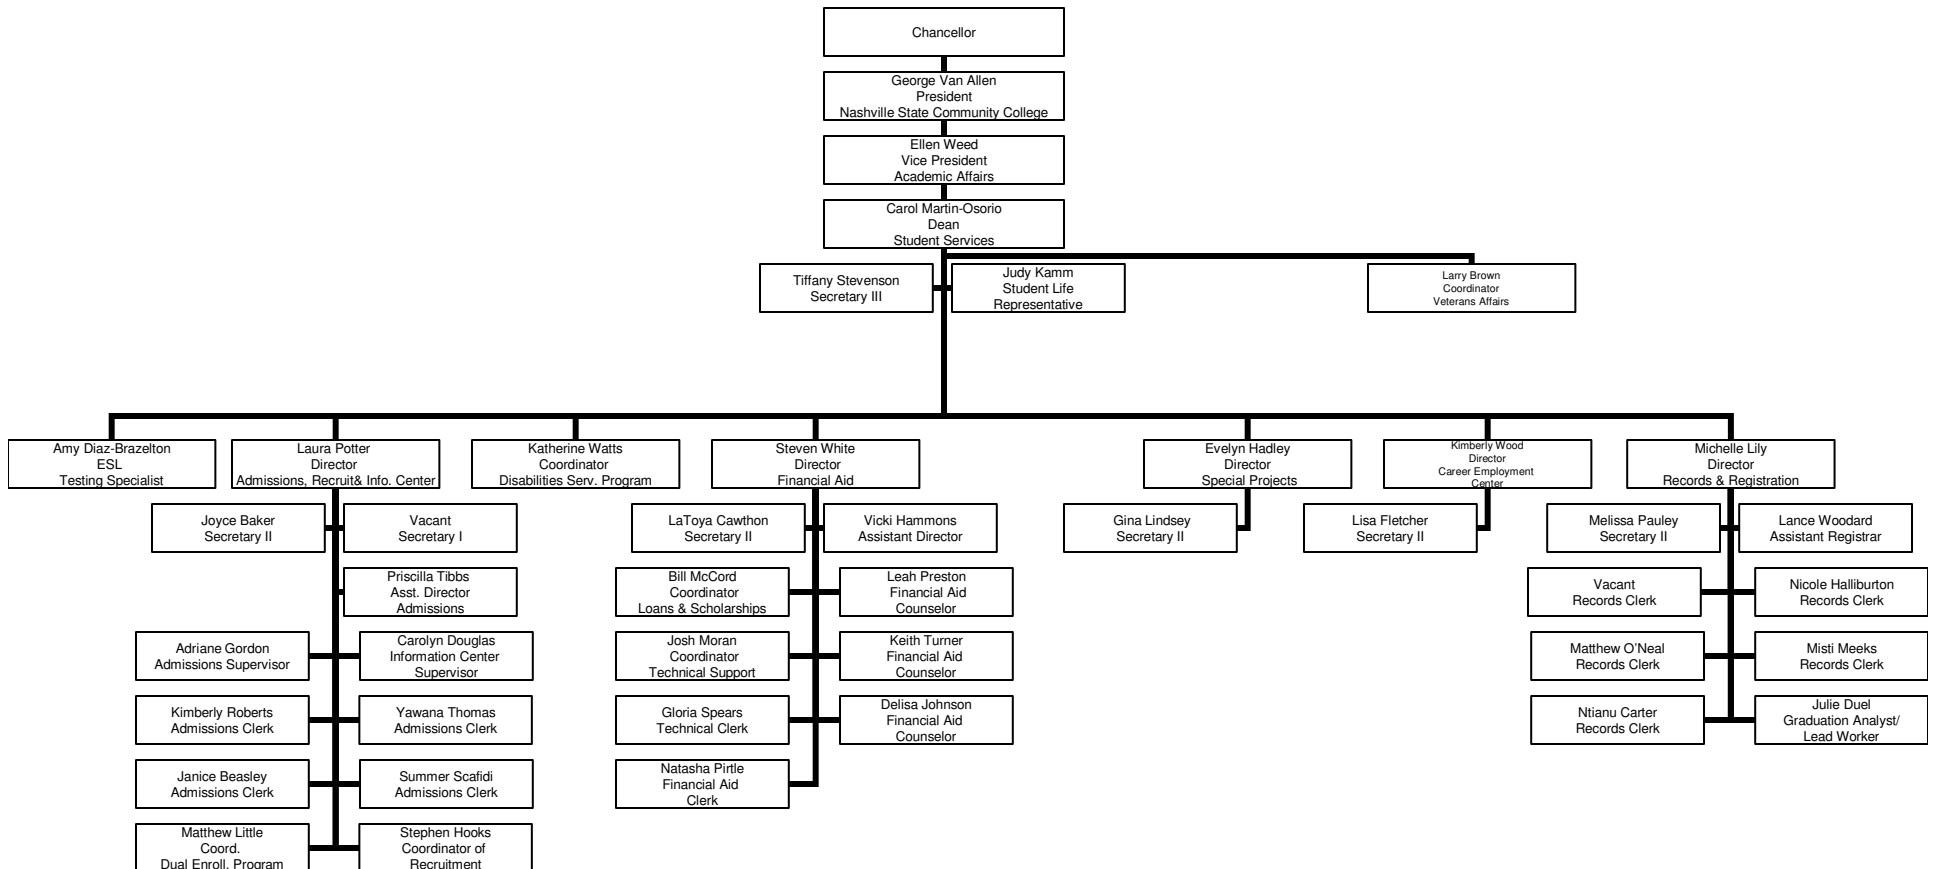 Chancellor
George Van Allen
President
Nashville State Community College
Ellen Weed
Vice President
Academic Affairs
Carol Martin-Osorio
Dean
Student Services
Tiffany Stevenson
Secretary III
Judy Kamm
Student Life
Representative
Larry Brown
Coordinator
Veterans Affairs
Amy Diaz-Brazelton
ESL
Testing Specialist
Laura Potter
Director
Admissions, Recruit& Info. Center
Katherine Watts
Coordinator
Disabilities Serv. Program
Steven White
Director
Financial Aid
Evelyn Hadley
Director
Special Projects
Kimberly Wood
Director
Career Employment
Center
Michelle Lily
Director
Records & Registration
Joyce Baker
Secretary II
Vacant
Secretary I
Priscilla Tibbs
Asst. Director
Admissions
Adriane Gordon
Admissions Supervisor
Carolyn Douglas
Information Center
Supervisor
Kimberly Roberts
Admissions Clerk
Yawana Thomas
Admissions Clerk
Janice Beasley
Admissions Clerk
Summer Scafidi
Admissions Clerk
Matthew Little
Coord.
Dual Enroll. Program
Stephen Hooks
Coordinator of
Recruitment
LaToya Cawthon
Secretary II
Vicki Hammons
Assistant Director
Bill McCord
Coordinator
Loans & Scholarships
Leah Preston
Financial Aid
Counselor
Josh Moran
Coordinator
Technical Support
Keith Turner
Financial Aid
Counselor
Gloria Spears
Technical Clerk
Delisa Johnson
Financial Aid
Counselor
Natasha Pirtle
Financial Aid
Clerk
Gina Lindsey
Secretary II
Lisa Fletcher
Secretary II
Melissa Pauley
Secretary II
Lance Woodard
Assistant Registrar
Vacant
Records Clerk
Nicole Halliburton
Records Clerk
Matthew O'Neal
Records Clerk
Misti Meeks
Records Clerk
Ntianu Carter
Records Clerk
Julie Duel
Graduation Analyst/
Lead Worker